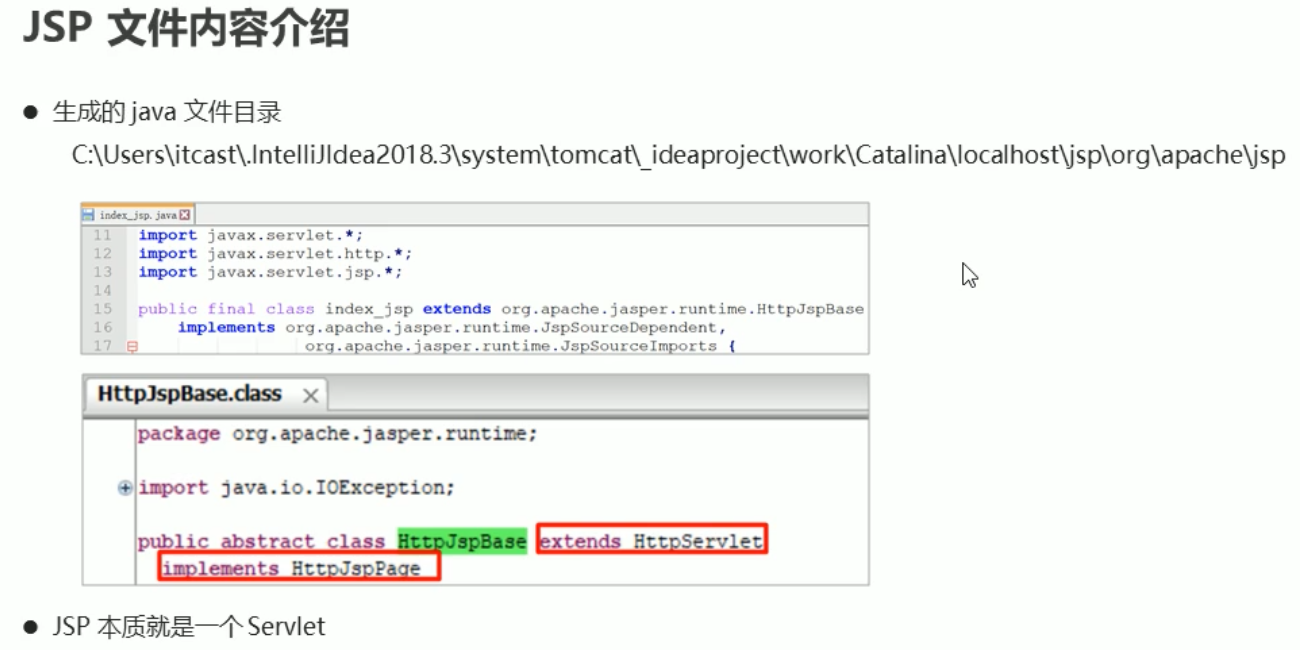 JSP 文件内容介绍
● 生成的 java 文件目录
C:\Users\itcast\.IntelliJIdea2018.3\system\tomcat\_ideaproject\work\Catalina\localhost\jsp\org\apache\jsp
index_jsp.java
11 import javax.servlet.*;
12 import javax.servlet.http.*;
13 import javax.servlet.jsp.*;
14
15 public final class index_jsp extends org.apache.jasper.runtime.HttpJspBase
16 implements org.apache.jasper.runtime.JspSourceDependent,
17 org.apache.jasper.runtime.JspSourceImports {
HttpJspBase.class
package org.apache.jasper.runtime;
import java.io.IOException;
public abstract class HttpJspBase extends HttpServlet
implements HttpJspPage
● JSP 本质就是一个 Servlet